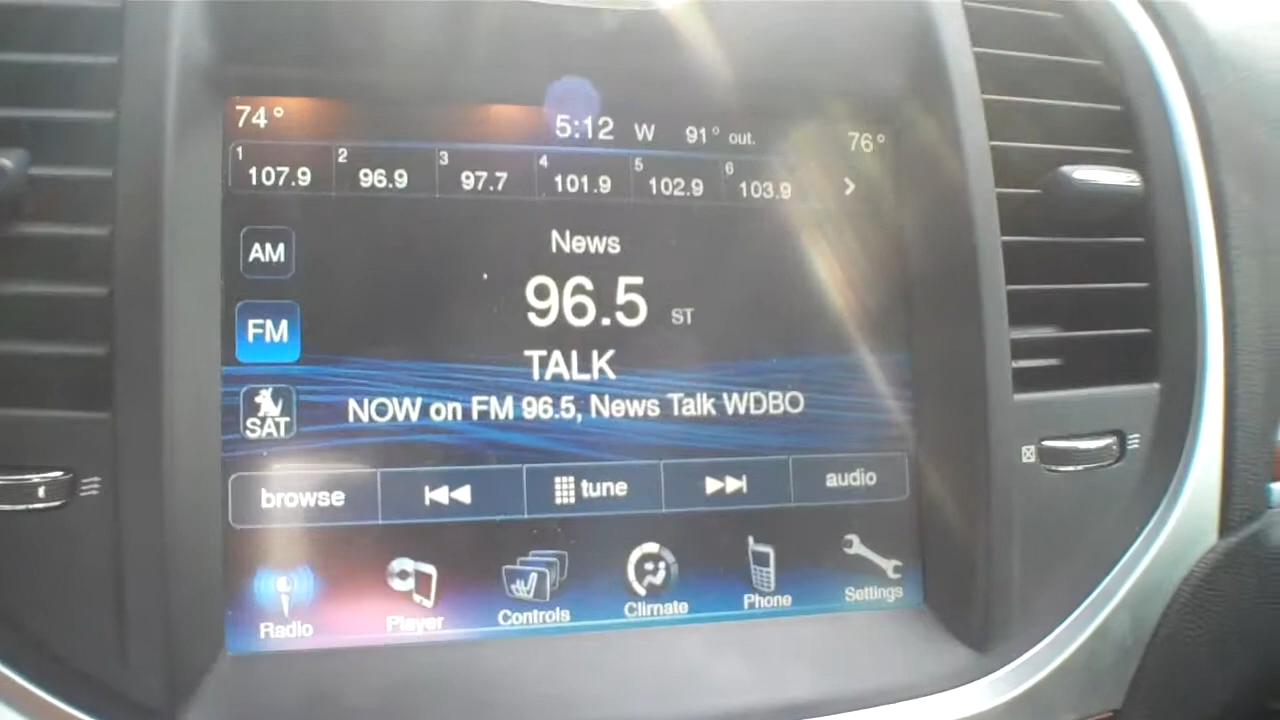 74° 5:12 W 91° out. 76°
1 2 3 4 5 6
107.9 96.9 97.7 101.9 102.9 103.9
AM
News
96.5 ST
FM
TALK
SAT
NOW on FM 96.5, News Talk WDBO
browse tune audio
Radio Player Controls Climate Phone Settings